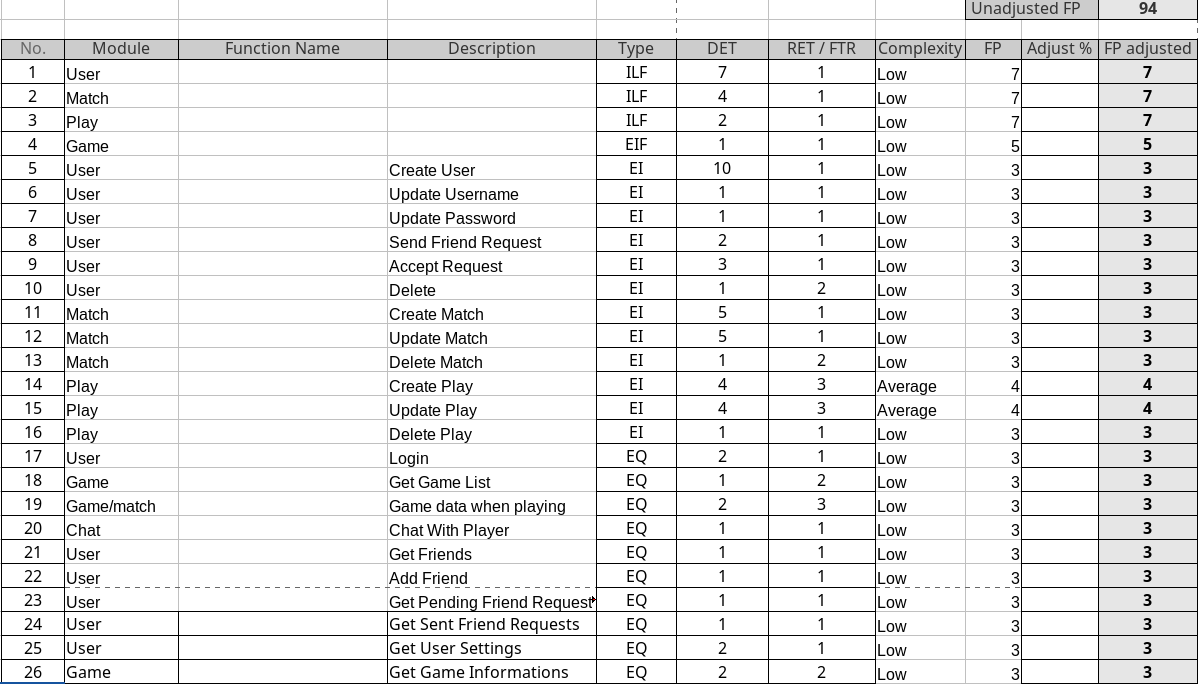 Unadjusted FP 94
No. Module Function Name Description Type DET RET / FTR Complexity FP Adjust % FP adjusted
1 User ILF 7 1 Low 7 7
2 Match ILF 4 1 Low 7 7
3 Play ILF 2 1 Low 7 7
4 Game EIF 1 1 Low 5 5
5 User Create User EI 10 1 Low 3 3
6 User Update Username EI 1 1 Low 3 3
7 User Update Password EI 1 1 Low 3 3
8 User Send Friend Request EI 2 1 Low 3 3
9 User Accept Request EI 3 1 Low 3 3
10 User Delete EI 1 2 Low 3 3
11 Match Create Match EI 5 1 Low 3 3
12 Match Update Match EI 5 1 Low 3 3
13 Match Delete Match EI 1 2 Low 3 3
14 Play Create Play EI 4 3 Average 4 4
15 Play Update Play EI 4 3 Average 4 4
16 Play Delete Play EI 1 1 Low 3 3
17 User Login EQ 2 1 Low 3 3
18 Game Get Game List EQ 1 2 Low 3 3
19 Game/match Game data when playing EQ 2 3 Low 3 3
20 Chat Chat With Player EQ 1 1 Low 3 3
21 User Get Friends EQ 1 1 Low 3 3
22 User Add Friend EQ 1 1 Low 3 3
23 User Get Pending Friend Request EQ 1 1 Low 3 3
24 User Get Sent Friend Requests EQ 1 1 Low 3 3
25 User Get User Settings EQ 2 1 Low 3 3
26 Game Get Game Informations EQ 2 2 Low 3 3